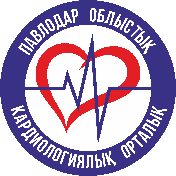 ПАВЛОДАР ОБЛЫСТЫҚ
КАРДИОЛОГИЯЛЫҚ ОРТАЛЫҚ